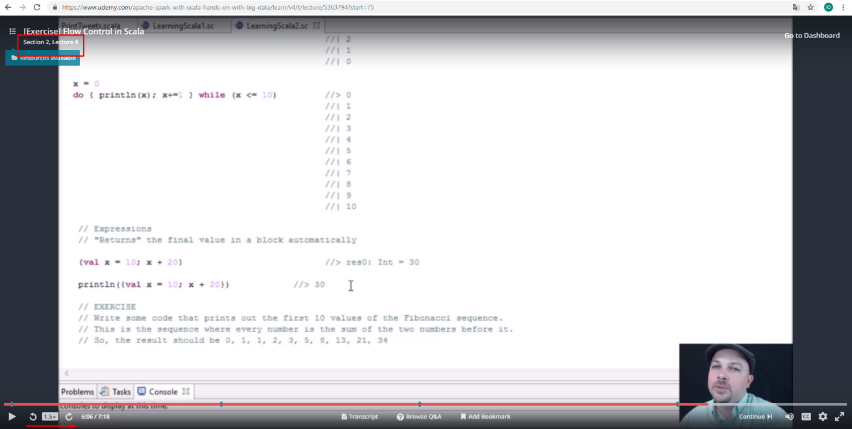 https://www.udemy.com/apache-spark-with-scala-hands-on-with-big-data/learn/v4/t/lecture/5363794?start=75
PrintTweets.scala LearningScala1.sc LearningScala2.sc
[Exercise] Flow Control in Scala
Go to Dashboard
Section 2, Lecture 8
Resources available
//| 2
//| 1
//| 0
x = 0
do { println(x); x+=1 } while (x <= 10) //> 0
//| 1
//| 2
//| 3
//| 4
//| 5
//| 6
//| 7
//| 8
//| 9
//| 10
// Expressions
// "Returns" the final value in a block automatically
{val x = 10; x + 20} //> res0: Int = 30
println({val x = 10; x + 20}) //> 30
// EXERCISE
// Write some code that prints out the first 10 values of the Fibonacci sequence.
// This is the sequence where every number is the sum of the two numbers before it.
// So, the result should be 0, 1, 1, 2, 3, 5, 8, 13, 21, 34
Problems Tasks Console
consoles to display at this time.
1.5x 6:06 / 7:18 Transcript Browse Q&A Add Bookmark Continue